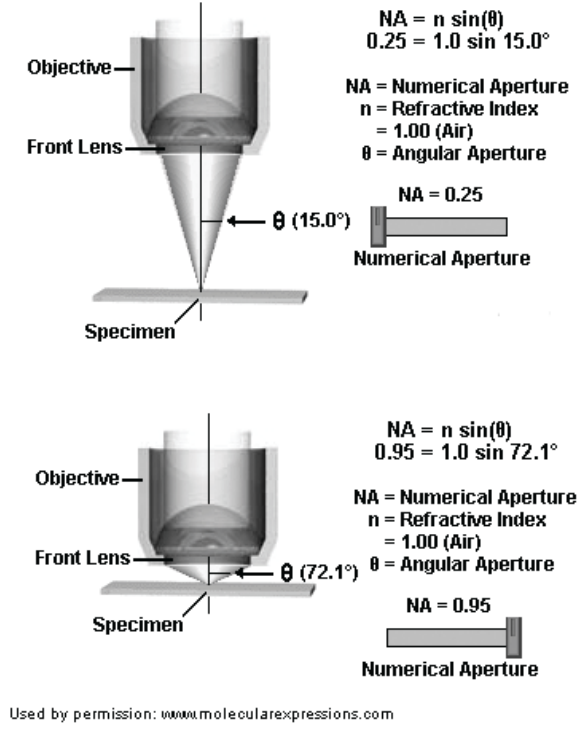 NA = n sin(θ)
0.25 = 1.0 sin 15.0°
Objective
NA = Numerical Aperture
n = Refractive Index
= 1.00 (Air)
θ = Angular Aperture
Front Lens
NA = 0.25
θ (15.0°)
Numerical Aperture
Specimen
NA = n sin(θ)
0.95 = 1.0 sin 72.1°
Objective
NA = Numerical Aperture
n = Refractive Index
= 1.00 (Air)
θ = Angular Aperture
Front Lens
θ (72.1°)
NA = 0.95
Specimen
Numerical Aperture
Used by permission: www.molecularexpressions.com